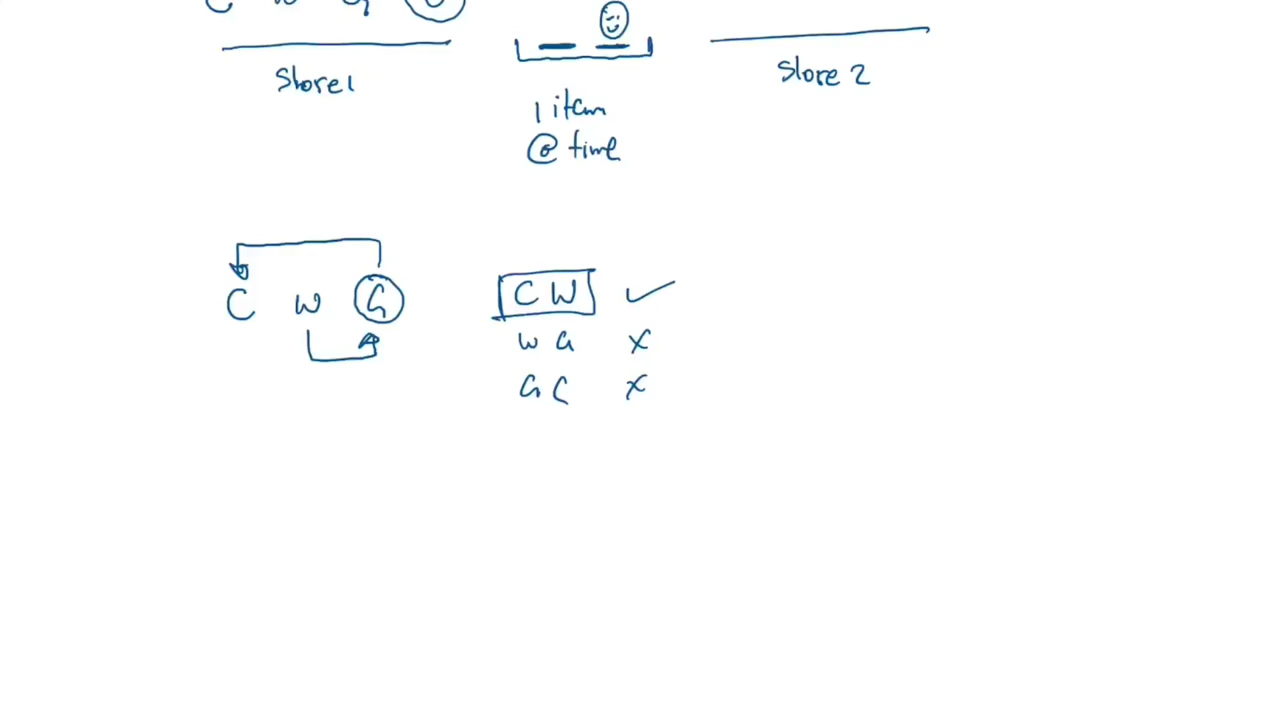 Store 1
Store 2
1 item
@ time
C W G
C W ✓
W G x
G C x